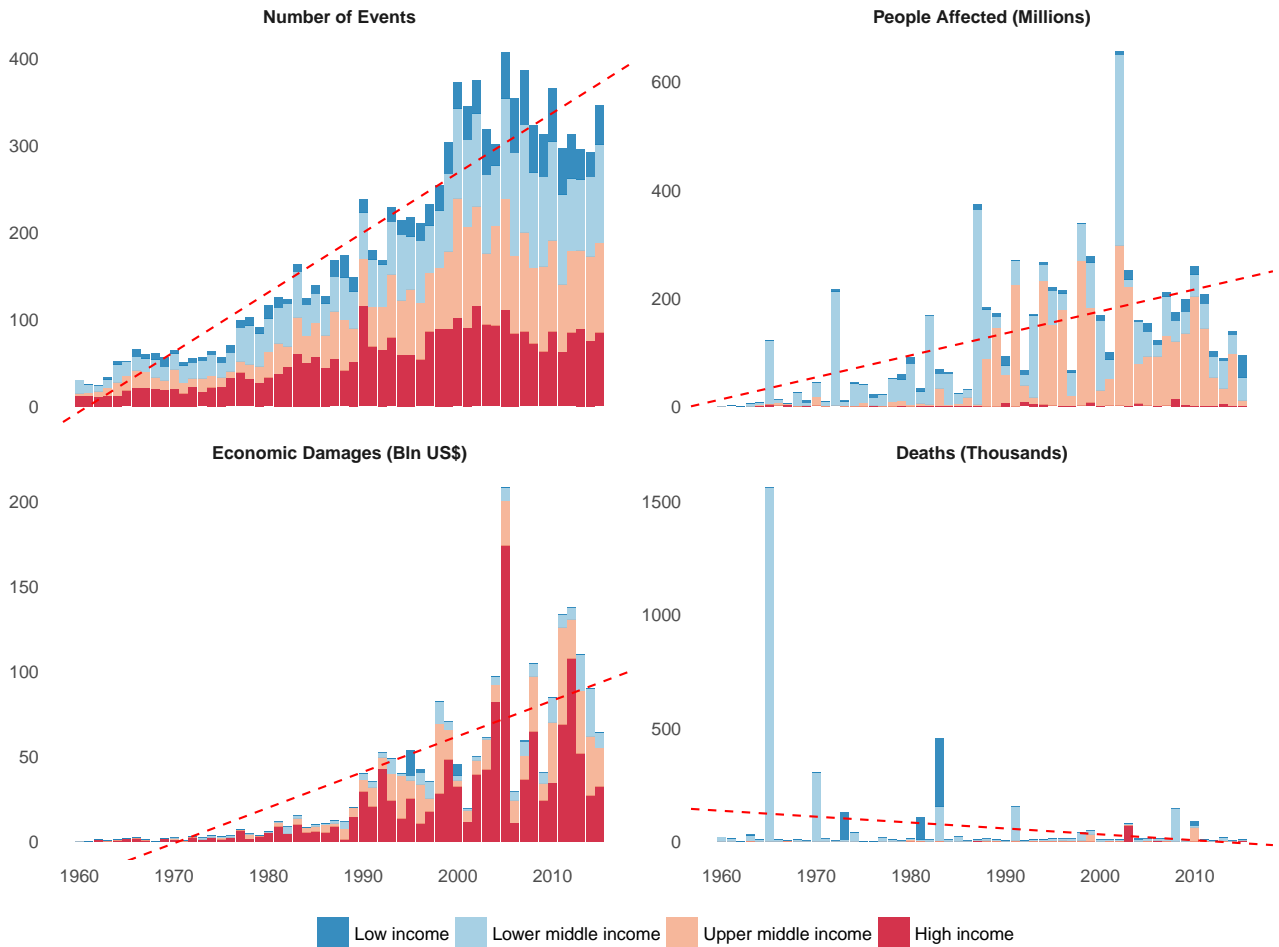 Number of Events
400
300
200
100
0
People Affected (Millions)
600
400
200
0
Economic Damages (Bln US$)
200
150
100
50
0
1960 1970 1980 1990 2000 2010
Deaths (Thousands)
1500
1000
500
0
1960 1970 1980 1990 2000 2010
Low income Lower middle income Upper middle income High income